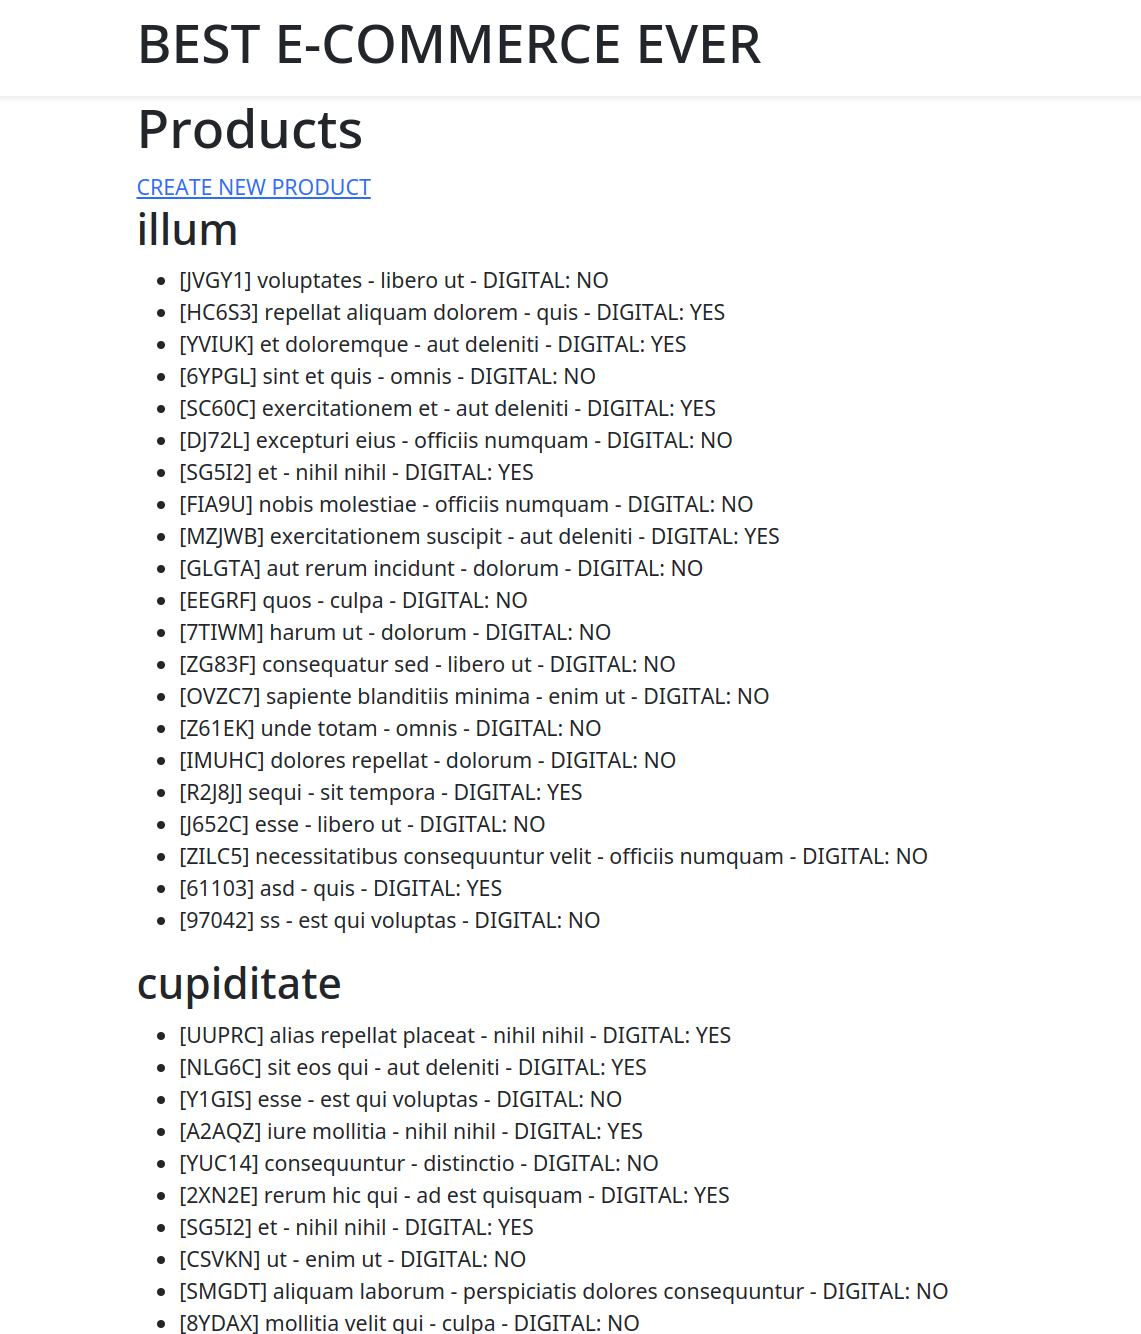 BEST E-COMMERCE EVER
Products
CREATE NEW PRODUCT
illum
[JVGY1] voluptates - libero ut - DIGITAL: NO
[HC6S3] repellat aliquam dolorem - quis - DIGITAL: YES
[YVIUK] et doloremque - aut deleniti - DIGITAL: YES
[6YPGL] sint et quis - omnis - DIGITAL: NO
[SC60C] exercitationem et - aut deleniti - DIGITAL: YES
[DJ72L] excepturi eius - officiis numquam - DIGITAL: NO
[SG5I2] et - nihil nihil - DIGITAL: YES
[FIA9U] nobis molestiae - officiis numquam - DIGITAL: NO
[MZJWB] exercitationem suscipit - aut deleniti - DIGITAL: YES
[GLGTA] aut rerum incidunt - dolorum - DIGITAL: NO
[EEGRF] quos - culpa - DIGITAL: NO
[7TIWM] harum ut - dolorum - DIGITAL: NO
[ZG83F] consequatur sed - libero ut - DIGITAL: NO
[OVZC7] sapiente blanditiis minima - enim ut - DIGITAL: NO
[Z61EK] unde totam - omnis - DIGITAL: NO
[IMUHC] dolores repellat - dolorum - DIGITAL: NO
[R2J8J] sequi - sit tempora - DIGITAL: YES
[J652C] esse - libero ut - DIGITAL: NO
[ZILC5] necessitatibus consequuntur velit - officiis numquam - DIGITAL: NO
[61103] asd - quis - DIGITAL: YES
[97042] ss - est qui voluptas - DIGITAL: NO
cupiditate
[UUPRC] alias repellat placeat - nihil nihil - DIGITAL: YES
[NLG6C] sit eos qui - aut deleniti - DIGITAL: YES
[Y1GIS] esse - est qui voluptas - DIGITAL: NO
[A2AQZ] iure mollitia - nihil nihil - DIGITAL: YES
[YUC14] consequuntur - distinctio - DIGITAL: NO
[2XN2E] rerum hic qui - ad est quisquam - DIGITAL: YES
[SG5I2] et - nihil nihil - DIGITAL: YES
[CSVKN] ut - enim ut - DIGITAL: NO
[SMGDT] aliquam laborum - perspiciatis dolores consequuntur - DIGITAL: NO
[8YDAX] mollitia velit qui - culpa - DIGITAL: NO